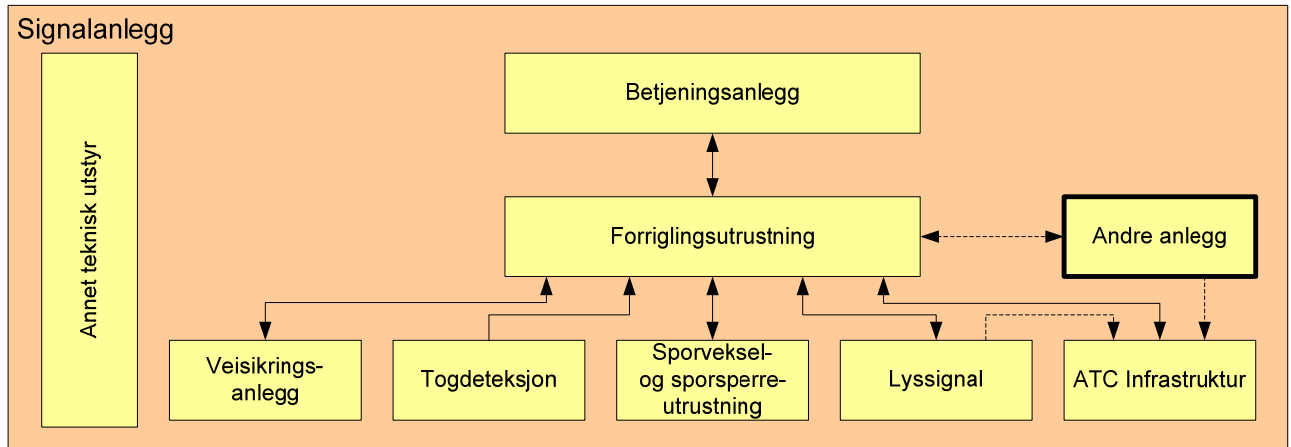 Signalanlegg
Annet teknisk utstyr
Betjeningsanlegg
Forriglingsutrustning
Andre anlegg
Veisikrings-
anlegg
Togdeteksjon
Sporveksel-
og sporsperre-
utrustning
Lyssignal
ATC Infrastruktur